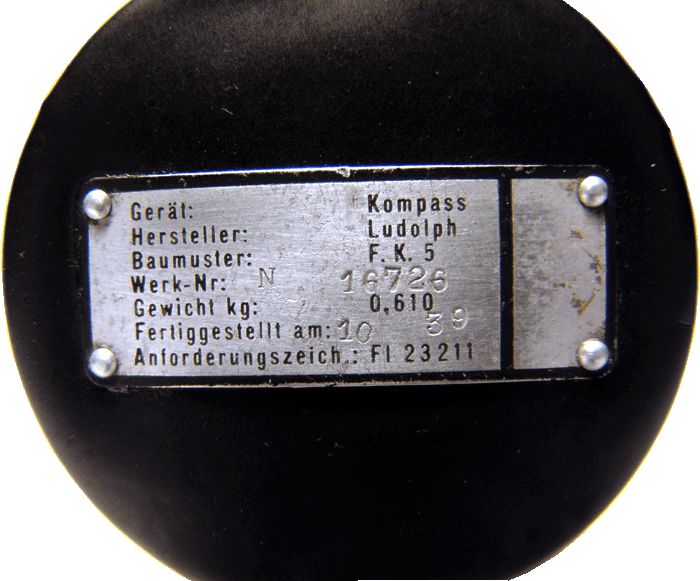 Gerät: Kompass
Hersteller: Ludolph
Baumuster: F. K. 5
Werk-Nr: N 16726
Gewicht kg: 0,610
Fertiggestellt am: 10 39
Anforderungszeich.: Fl 23211